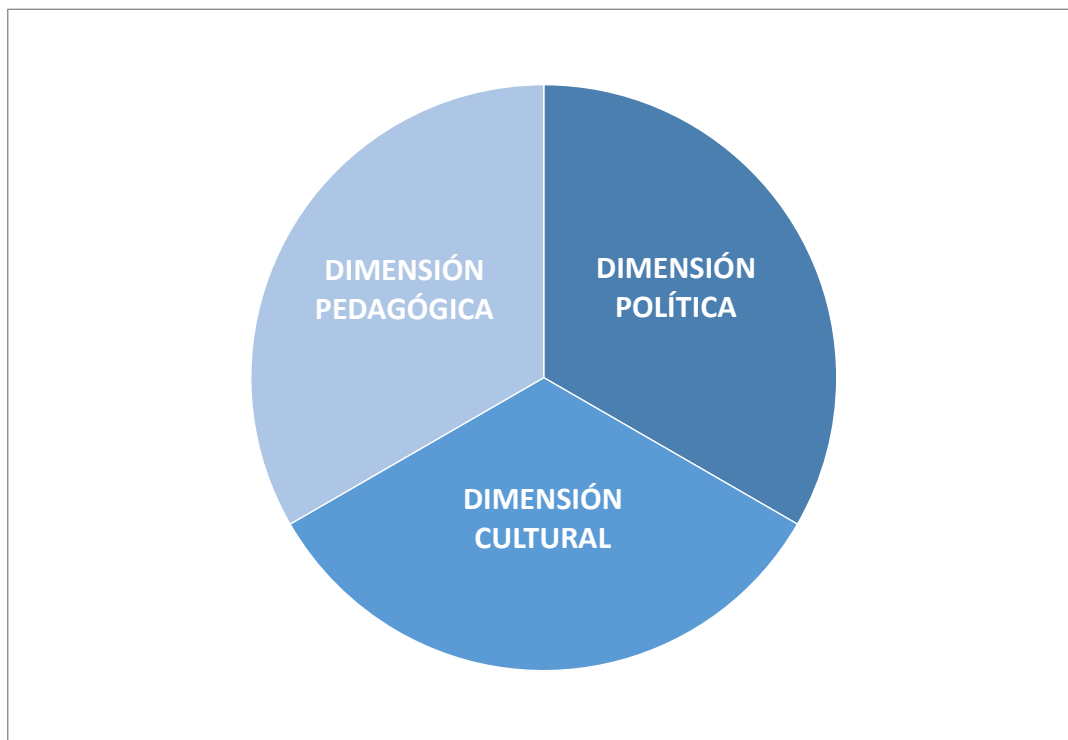 DIMENSIÓN
PEDAGÓGICA
DIMENSIÓN
POLÍTICA
DIMENSIÓN
CULTURAL